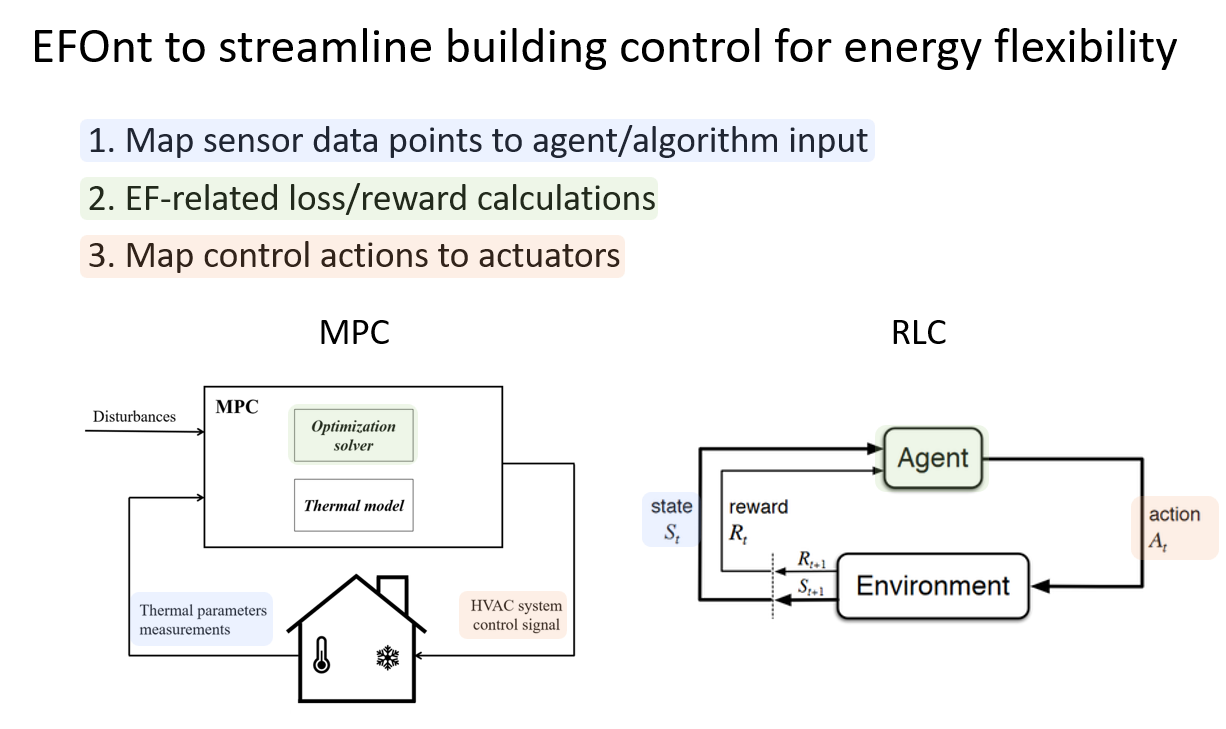 EFOnt to streamline building control for energy flexibility
1. Map sensor data points to agent/algorithm input
2. EF-related loss/reward calculations
3. Map control actions to actuators
MPC
Disturbances
MPC
Optimization
solver
Thermal model
Thermal parameters
measurements
HVAC system
control signal
RLC
Agent
state
S_t
reward
R_t
action
A_t
R_{t+1}
S_{t+1}
Environment